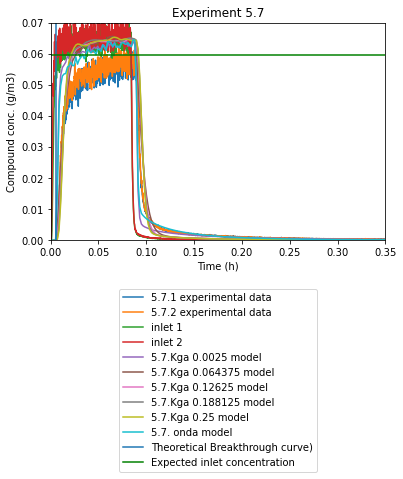 Experiment 5.7
Compound conc. (g/m3)
0.07
0.06
0.05
0.04
0.03
0.02
0.01
0.00
0.00 0.05 0.10 0.15 0.20 0.25 0.30 0.35
Time (h)
5.7.1 experimental data
5.7.2 experimental data
inlet 1
inlet 2
5.7.Kga 0.0025 model
5.7.Kga 0.064375 model
5.7.Kga 0.12625 model
5.7.Kga 0.188125 model
5.7.Kga 0.25 model
5.7. onda model
Theoretical Breakthrough curve)
Expected inlet concentration